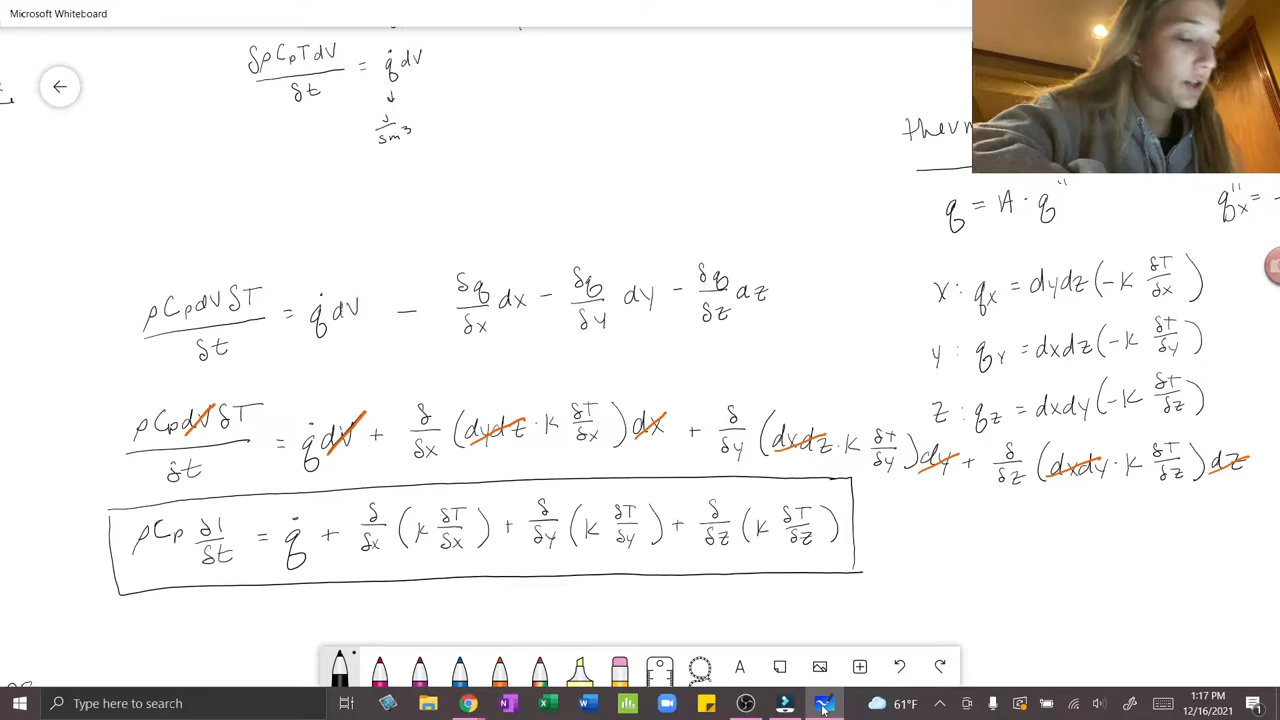 Microsoft Whiteboard
δρCpTdV / δt = q̇dV
↓
J / sm³
q = A · q''
q''x = -
ρCpdVδT / δt = q̇dV - δq/δx dx - δq/δy dy - δq/δz dz
x: qx = dydz(-k δT/δx)
y: qy = dxdz(-k δT/δy)
z: qz = dxdy(-k δT/δz)
ρCpdVδT / δt = q̇dV + δ/δx (dydz·k δT/δx)dx + δ/δy (dxdz·k δT/δy)dy + δ/δz (dxdy·k δT/δz)dz
ρCp δT/δt = q̇ + δ/δx (k δT/δx) + δ/δy (k δT/δy) + δ/δz (k δT/δz)
A
Type here to search
61°F
1:17 PM
12/16/2021